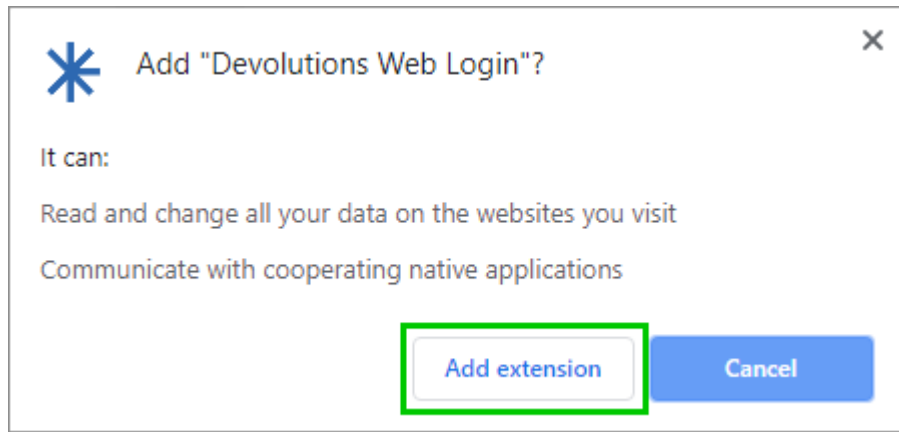 Add "Devolutions Web Login"?
It can:
Read and change all your data on the websites you visit
Communicate with cooperating native applications
Add extension
Cancel